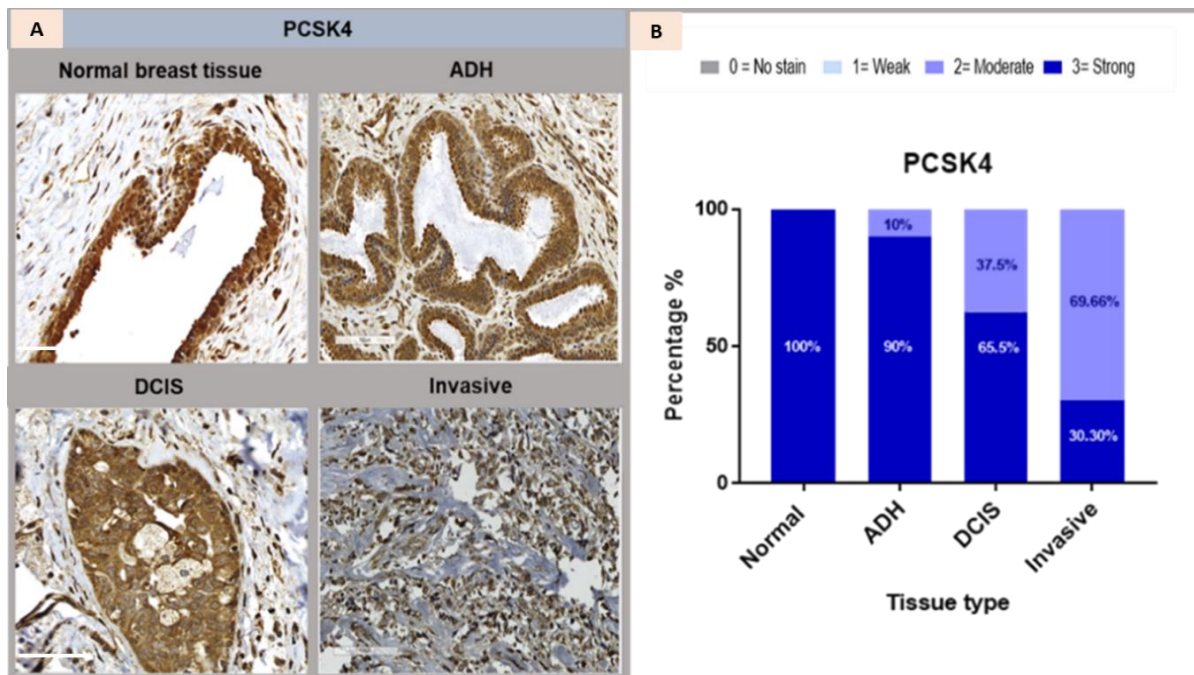 A
PCSK4
Normal breast tissue
ADH
DCIS
Invasive
B
0 = No stain 1= Weak 2= Moderate 3= Strong
PCSK4
Percentage %
100
50
0
100%
10%
90%
37.5%
65.5%
69.66%
30.30%
Normal
ADH
DCIS
Invasive
Tissue type